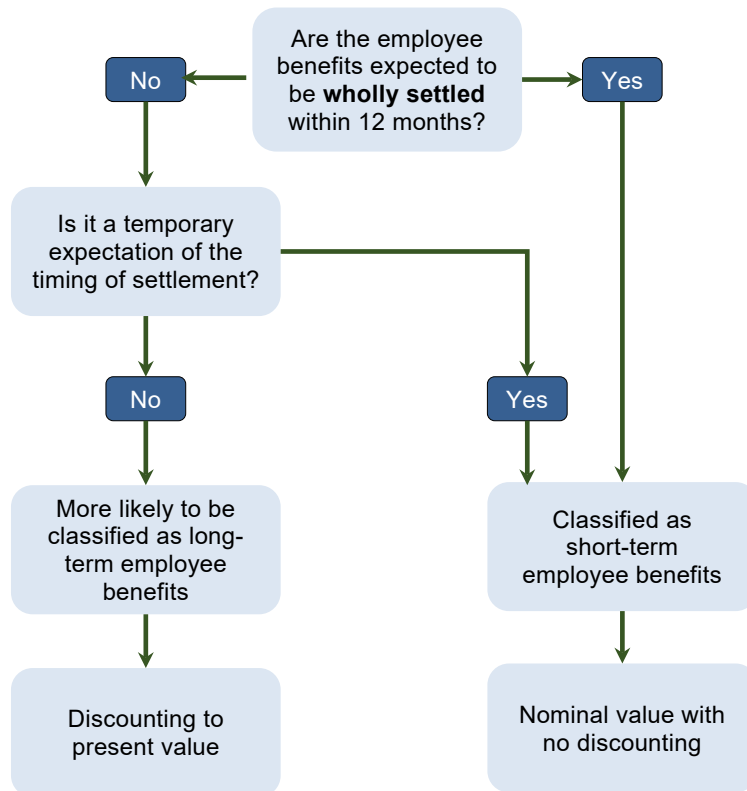 Are the employee
benefits expected to
be wholly settled
within 12 months?
No
Yes
Is it a temporary
expectation of the
timing of settlement?
No
Yes
More likely to be
classified as long-
term employee
benefits
Classified as
short-term
employee benefits
Discounting to
present value
Nominal value with
no discounting